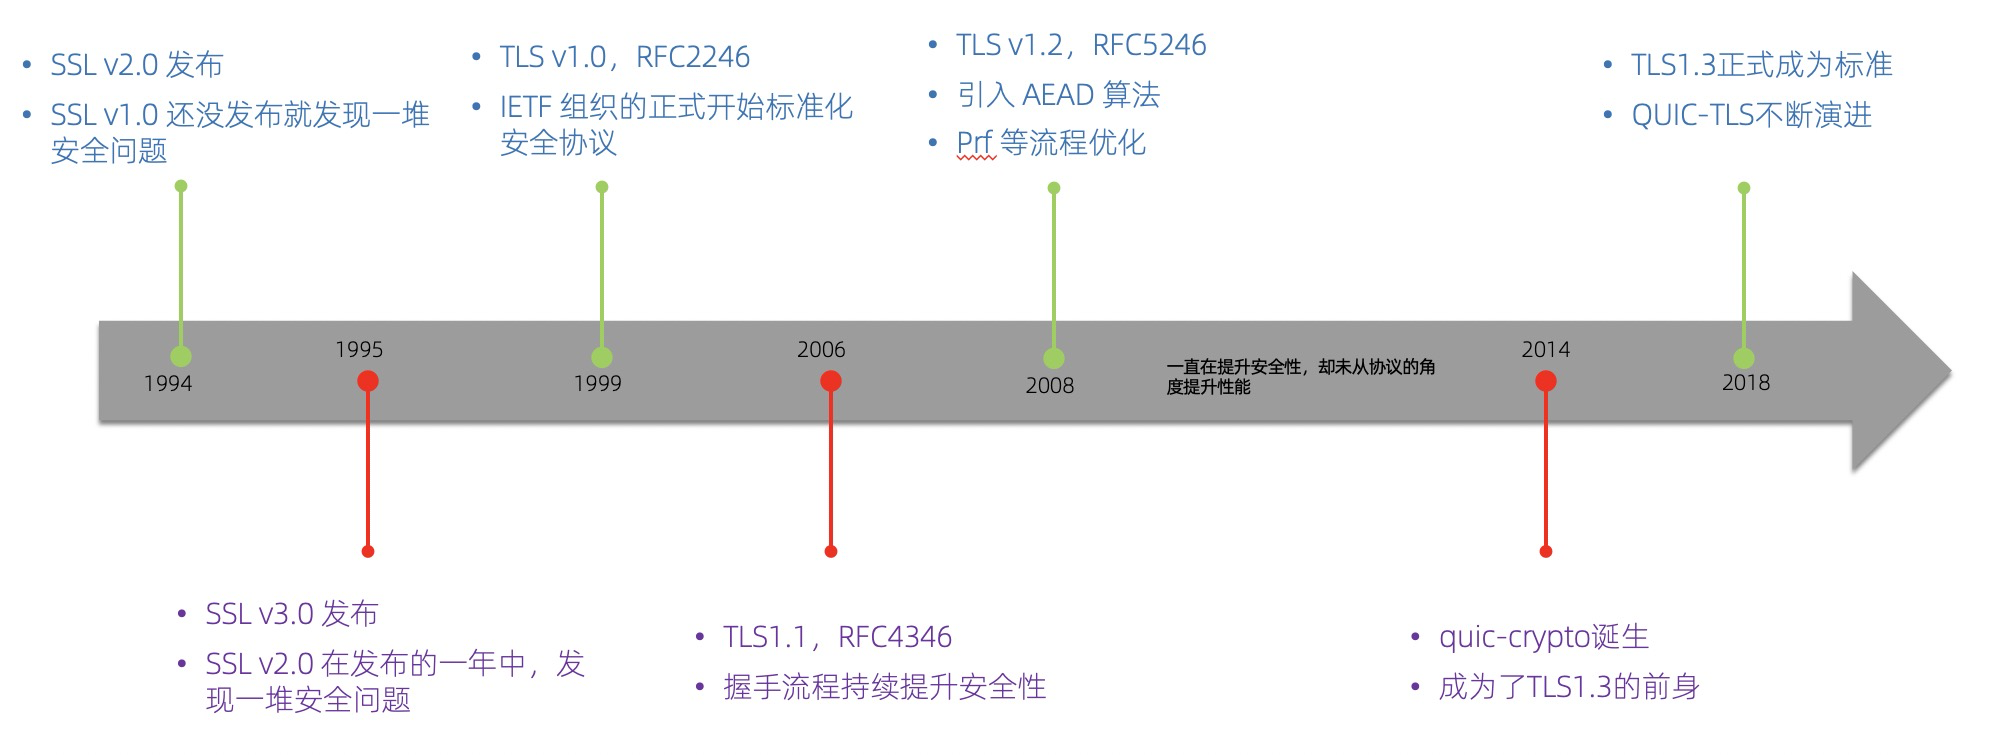 SSL v2.0 发布
SSL v1.0 还没发布就发现一堆
安全问题
TLS v1.0，RFC2246
IETF 组织的正式开始标准化
安全协议
TLS v1.2，RFC5246
引入 AEAD 算法
Prf 等流程优化
TLS1.3正式成为标准
QUIC-TLS不断演进
1994
1995
1999
2006
2008
一直在提升安全性，却未从协议的角
度提升性能
2014
2018
SSL v3.0 发布
SSL v2.0 在发布的一年中，发
现一堆安全问题
TLS1.1，RFC4346
握手流程持续提升安全性
quic-crypto诞生
成为了TLS1.3的前身